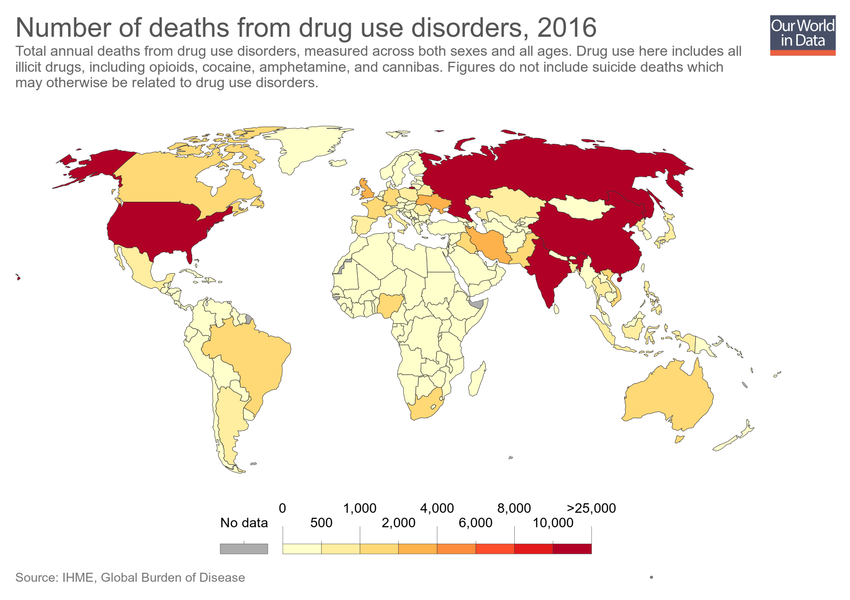 Number of deaths from drug use disorders, 2016
Our World
in Data
Total annual deaths from drug use disorders, measured across both sexes and all ages. Drug use here includes all
illicit drugs, including opioids, cocaine, amphetamine, and cannibas. Figures do not include suicide deaths which
may otherwise be related to drug use disorders.
0 1,000 4,000 8,000 >25,000
No data 500 2,000 6,000 10,000
Source: IHME, Global Burden of Disease